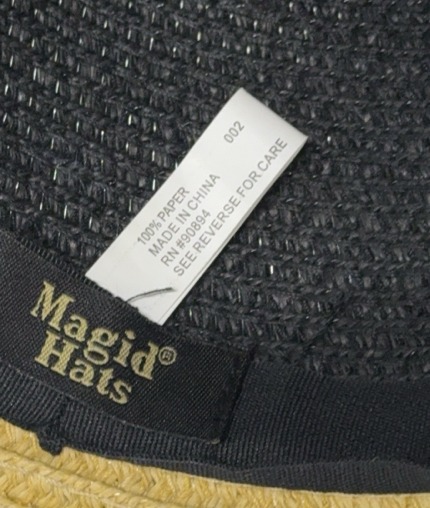 002
100% PAPER
MADE IN CHINA
RN #90894
SEE REVERSE FOR CARE
Magid®
Hats